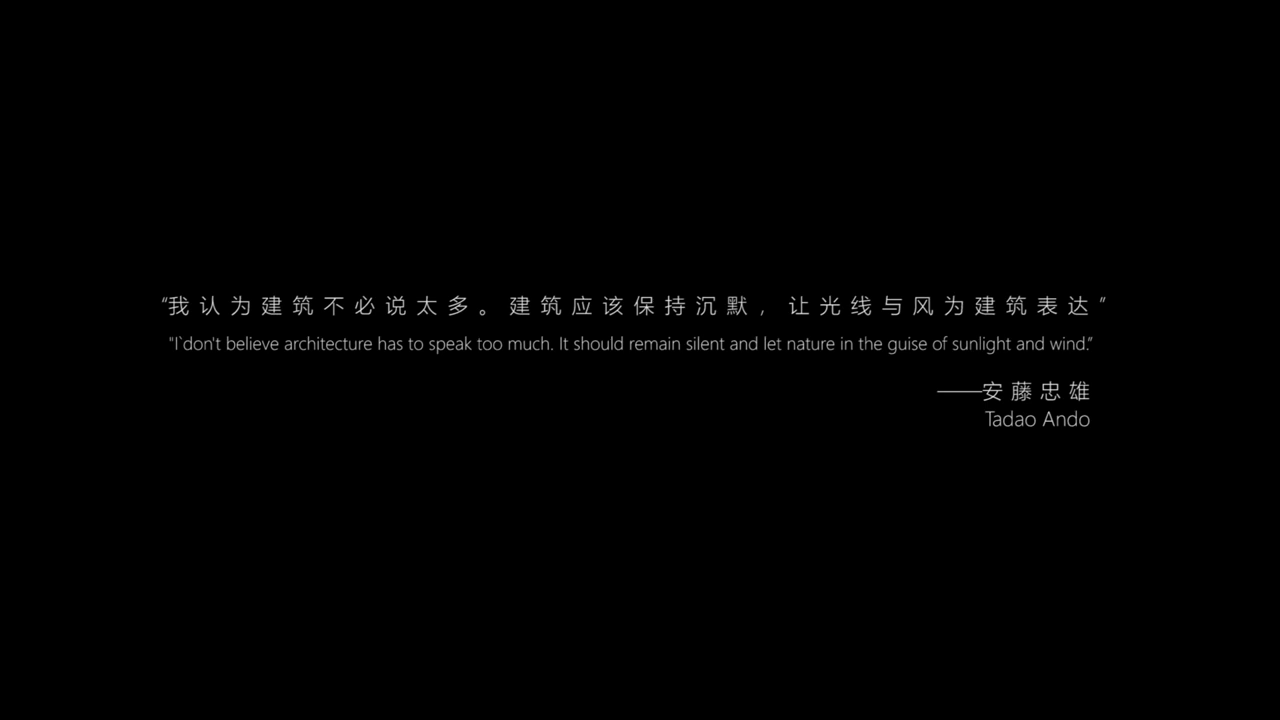 “我认为建筑不必说太多。建筑应该保持沉默，让光线与风为建筑表达”
"I`don't believe architecture has to speak too much. It should remain silent and let nature in the guise of sunlight and wind.”
——安藤忠雄
Tadao Ando